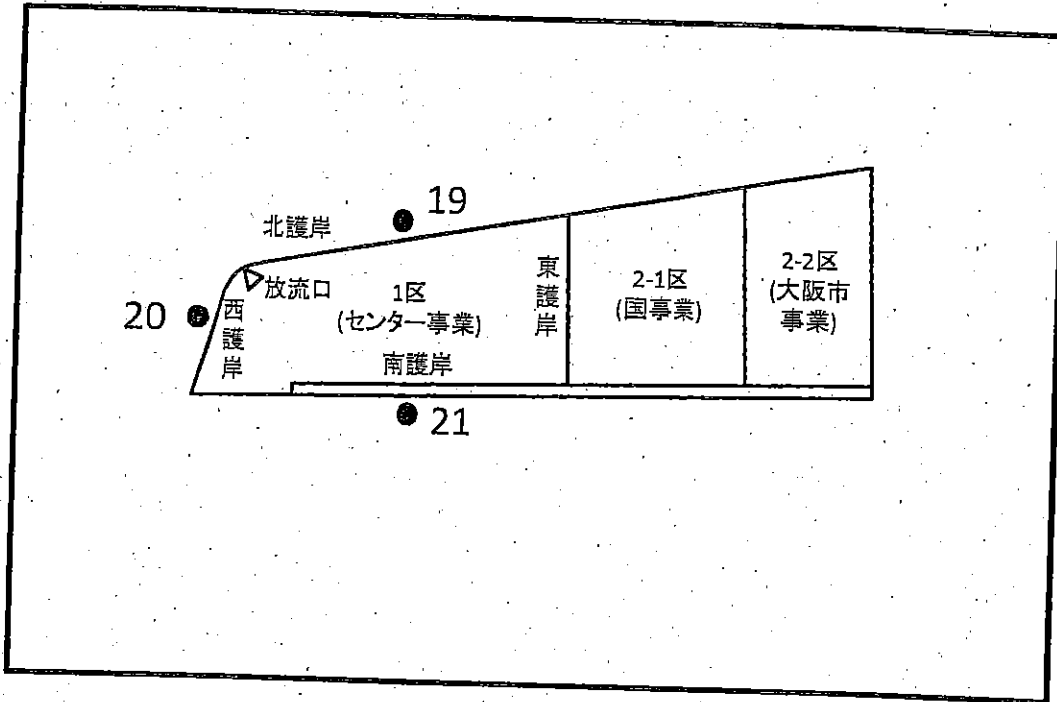 19
北護岸
放流口
20
西護岸
1区
(センター事業)
南護岸
東護岸
2-1区
(国事業)
2-2区
(大阪市
事業)
21